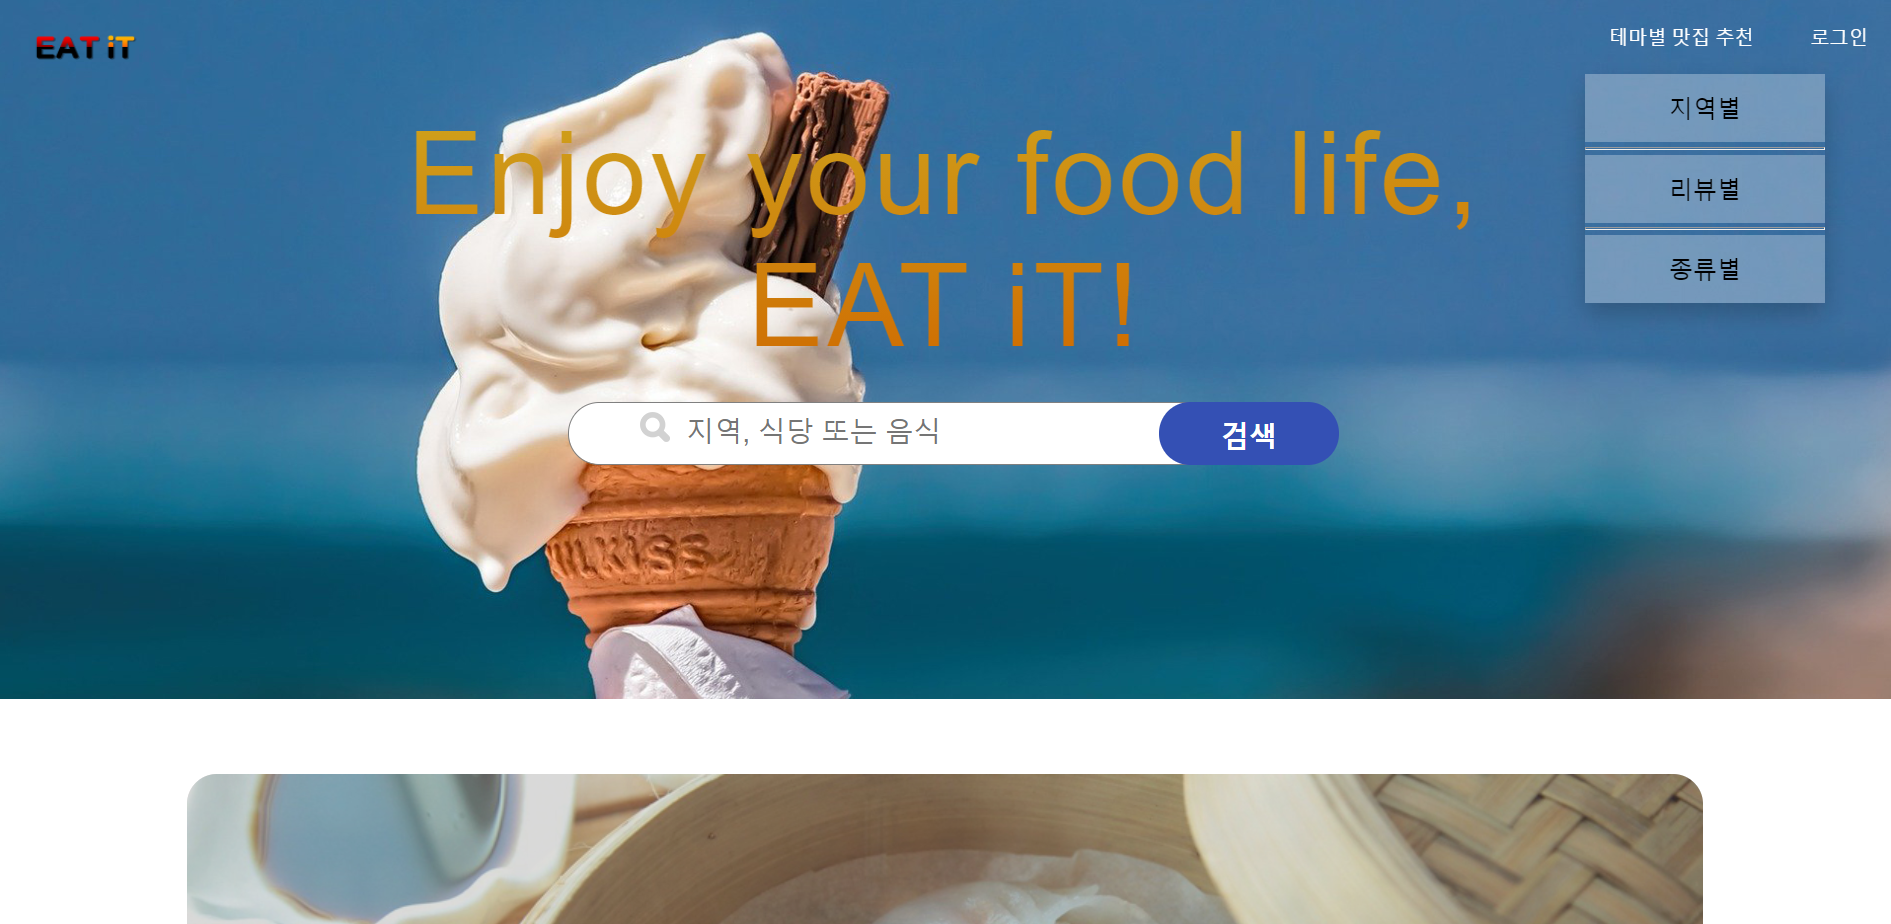 EAT iT
테마별 맛집 추천
로그인
지역별
리뷰별
종류별
Enjoy your food life,
EAT iT!
지역, 식당 또는 음식
검색